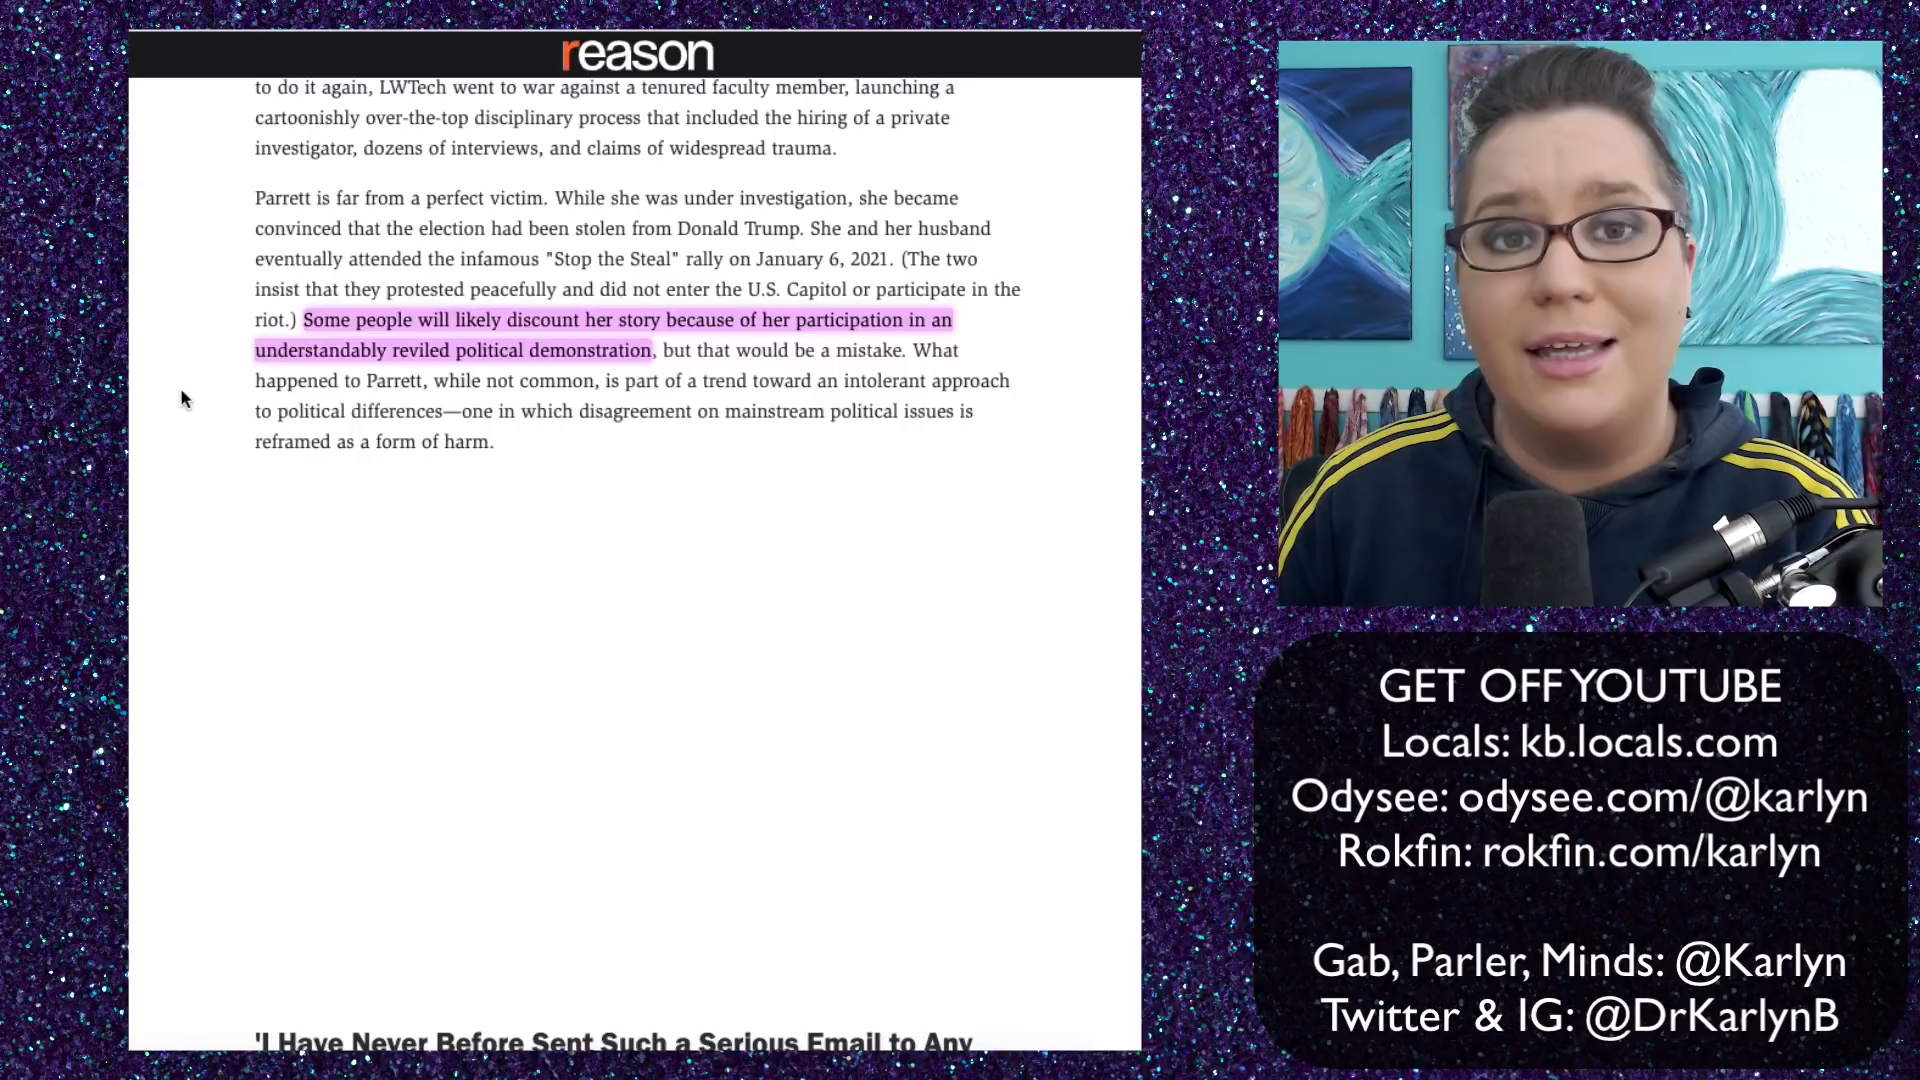 reason
to do it again, LWTech went to war against a tenured faculty member, launching a
cartoonishly over-the-top disciplinary process that included the hiring of a private
investigator, dozens of interviews, and claims of widespread trauma.
Parrett is far from a perfect victim. While she was under investigation, she became
convinced that the election had been stolen from Donald Trump. She and her husband
eventually attended the infamous "Stop the Steal" rally on January 6, 2021. (The two
insist that they protested peacefully and did not enter the U.S. Capitol or participate in the
riot.) Some people will likely discount her story because of her participation in an
understandably reviled political demonstration, but that would be a mistake. What
happened to Parrett, while not common, is part of a trend toward an intolerant approach
to political differences—one in which disagreement on mainstream political issues is
reframed as a form of harm.
'I Have Never Before Sent Such a Serious Email to Any
GET OFF YOUTUBE
Locals: kb.locals.com
Odysee: odysee.com/@karlyn
Rokfin: rokfin.com/karlyn
Gab, Parler, Minds: @Karlyn
Twitter & IG: @DrKarlynB